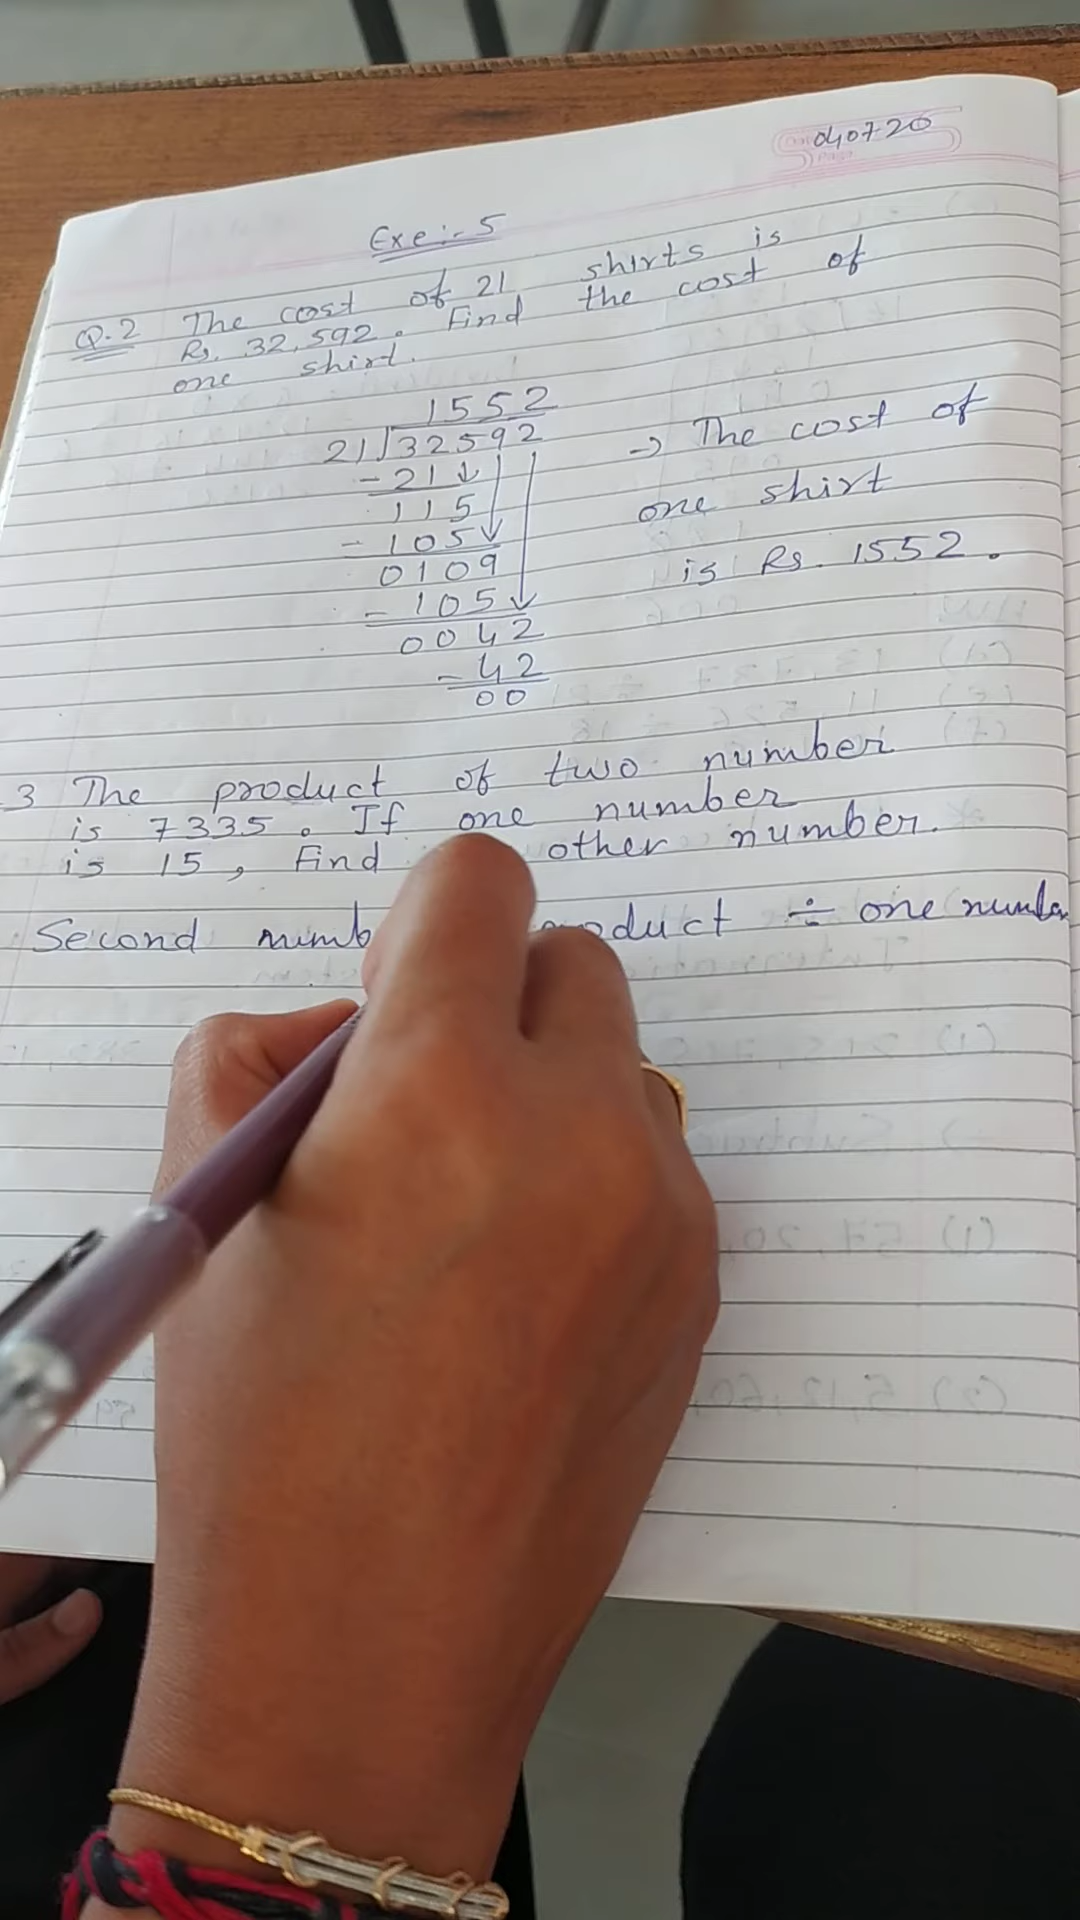 040720
Exe:- 5
Q.2 The cost of 21 shirts is
Rs. 32,592. Find the cost of
one shirt.
1552
21)32592
-21
115
-105
0109
-105
0042
-42
00
→ The cost of
one shirt
is Rs. 1552.
3 The product of two number
is 7335. If one number
is 15, Find other number.
Second numb oduct ÷ one number